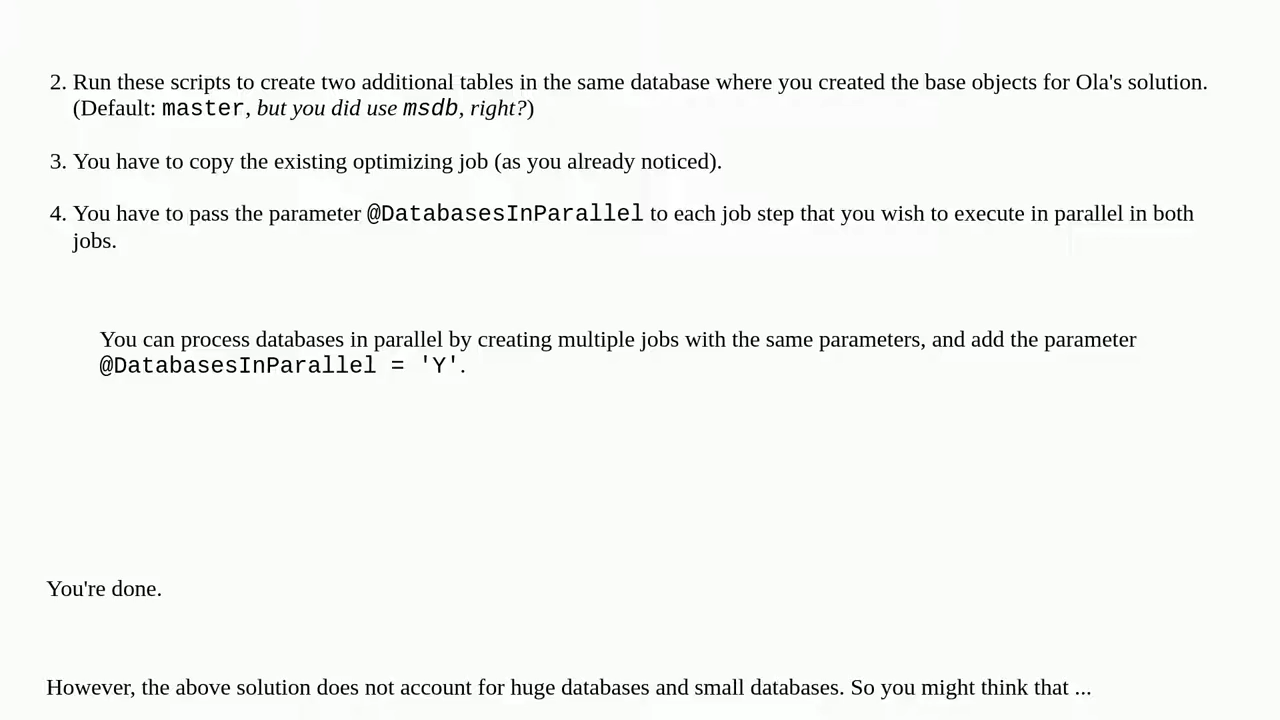 2. Run these scripts to create two additional tables in the same database where you created the base objects for Ola's solution.
(Default: master, but you did use msdb, right?)
3. You have to copy the existing optimizing job (as you already noticed).
4. You have to pass the parameter @DatabasesInParallel to each job step that you wish to execute in parallel in both
jobs.
You can process databases in parallel by creating multiple jobs with the same parameters, and add the parameter
@DatabasesInParallel = 'Y'.
You're done.
However, the above solution does not account for huge databases and small databases. So you might think that ...